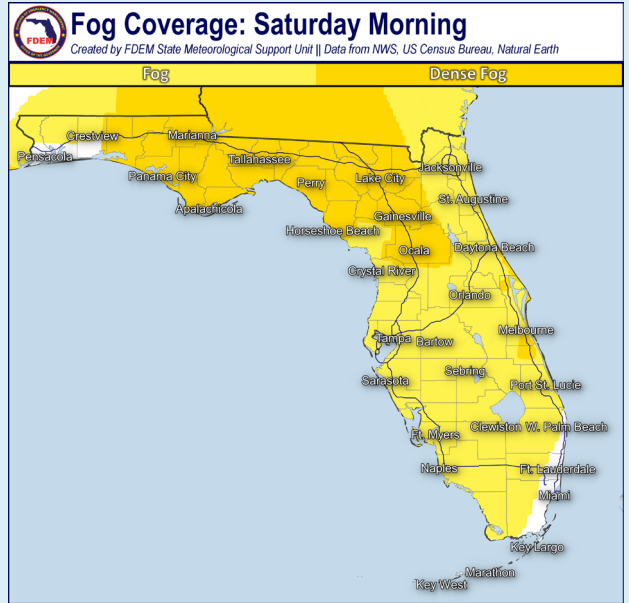 FDEM
Fog Coverage: Saturday Morning
Created by FDEM State Meteorological Support Unit || Data from NWS, US Census Bureau, Natural Earth
Fog
Dense Fog
Crestview
Marianna
Pensacola
Tallahassee
Jacksonville
Panama City
Perry
Lake City
St. Augustine
Apalachicola
Gainesville
Horseshoe Beach
Ocala
Daytona Beach
Crystal River
Orlando
Melbourne
Tampa
Bartow
Sebring
Sarasota
Port St. Lucie
Clewiston
W. Palm Beach
Ft. Myers
Naples
Ft. Lauderdale
Miami
Key Largo
Marathon
Key West